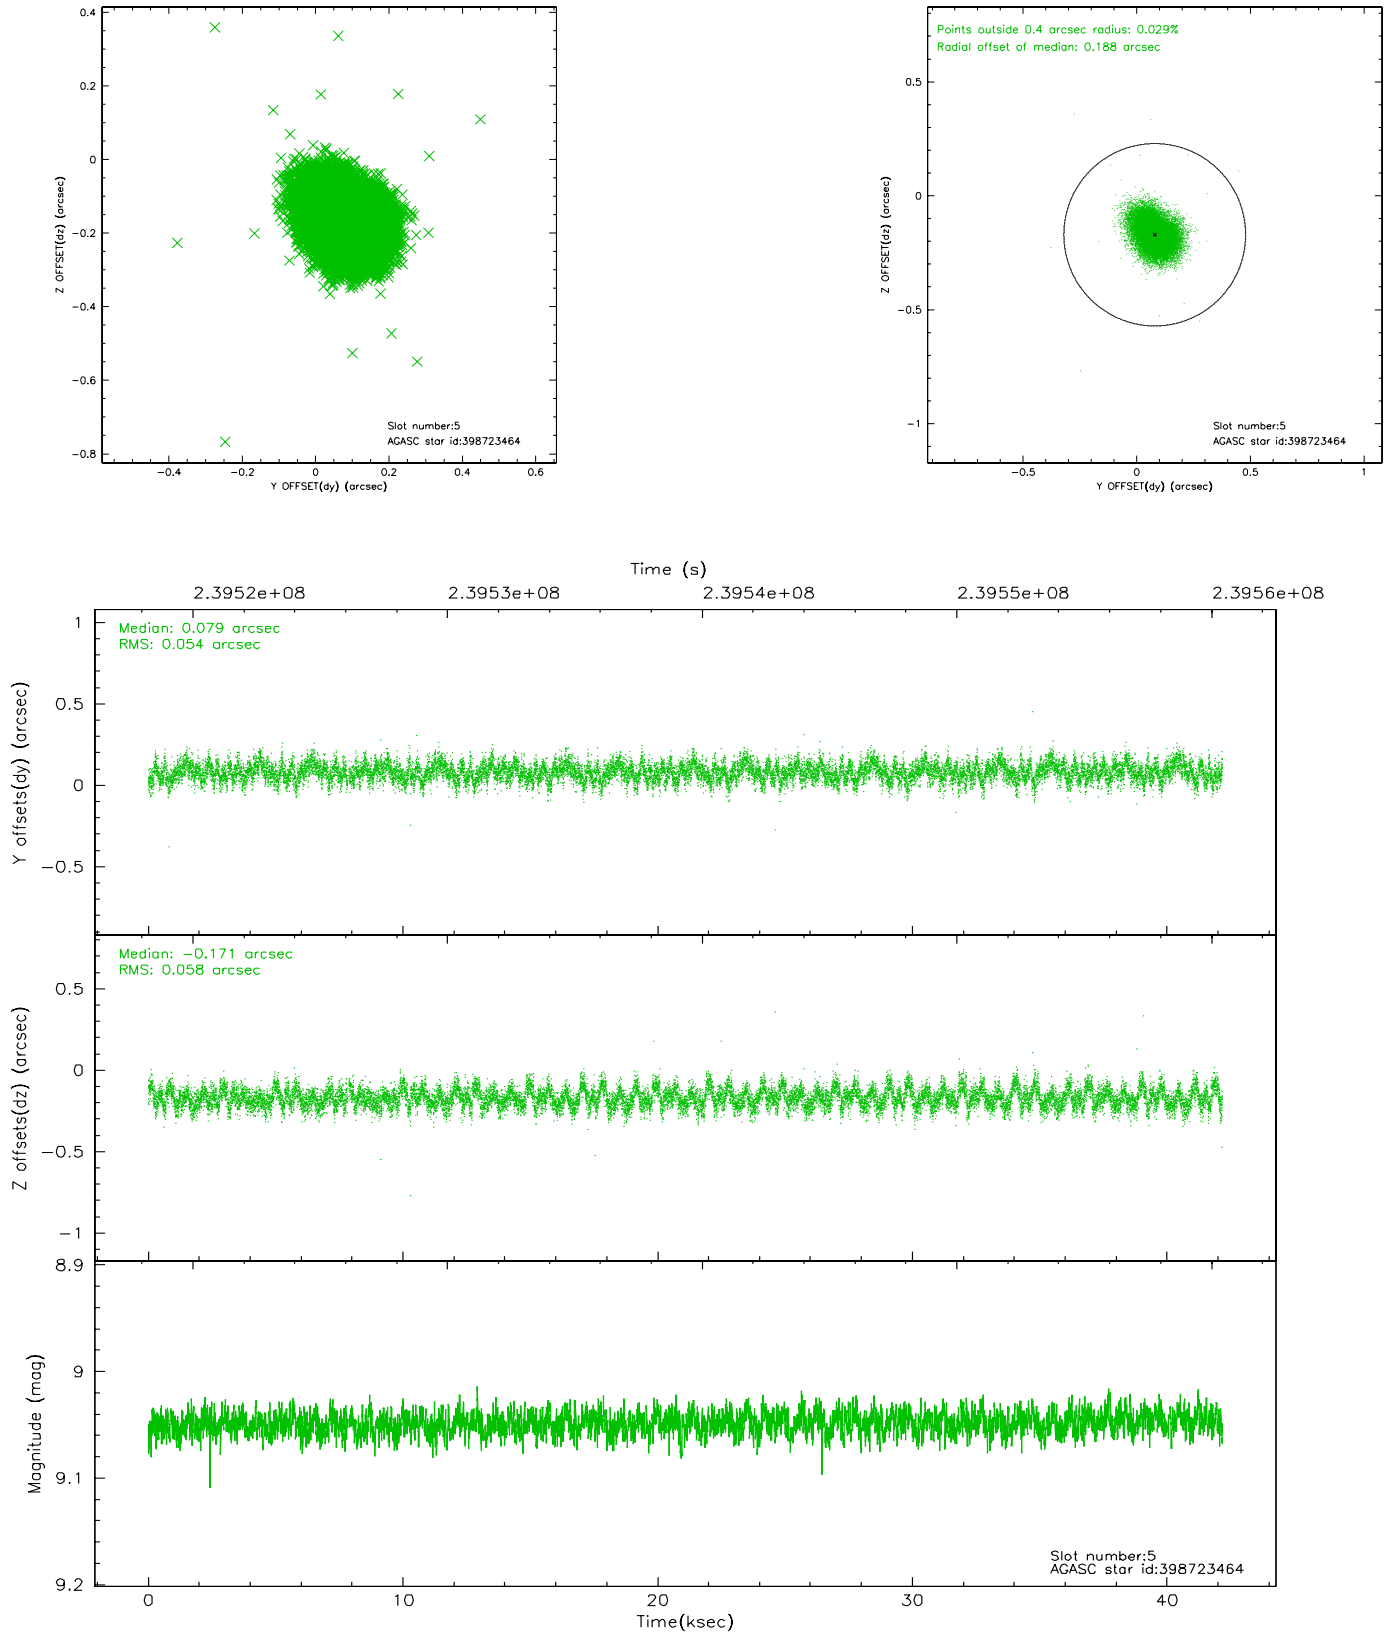 0.4
0.2
0
−0.2
−0.4
−0.6
−0.8
Z OFFSET(dz) (arcsec)
Slot number:5
AGASC star id:398723464
−0.4
−0.2
0
0.2
0.4
0.6
Y OFFSET(dy) (arcsec)
Points outside 0.4 arcsec radius: 0.029%
Radial offset of median: 0.188 arcsec
0.5
0
−0.5
−1
Z OFFSET(dz) (arcsec)
Slot number:5
AGASC star id:398723464
−0.5
0
0.5
1
Y OFFSET(dy) (arcsec)
Time (s)
2.3952e+08
2.3953e+08
2.3954e+08
2.3955e+08
2.3956e+08
Median: 0.079 arcsec
RMS: 0.054 arcsec
1
0.5
0
−0.5
Y offsets(dy) (arcsec)
Median: −0.171 arcsec
RMS: 0.058 arcsec
0.5
0
−0.5
−1
Z offsets(dz) (arcsec)
8.9
9
9.1
9.2
Magnitude (mag)
Slot number:5
AGASC star id:398723464
0
10
20
30
40
Time(ksec)